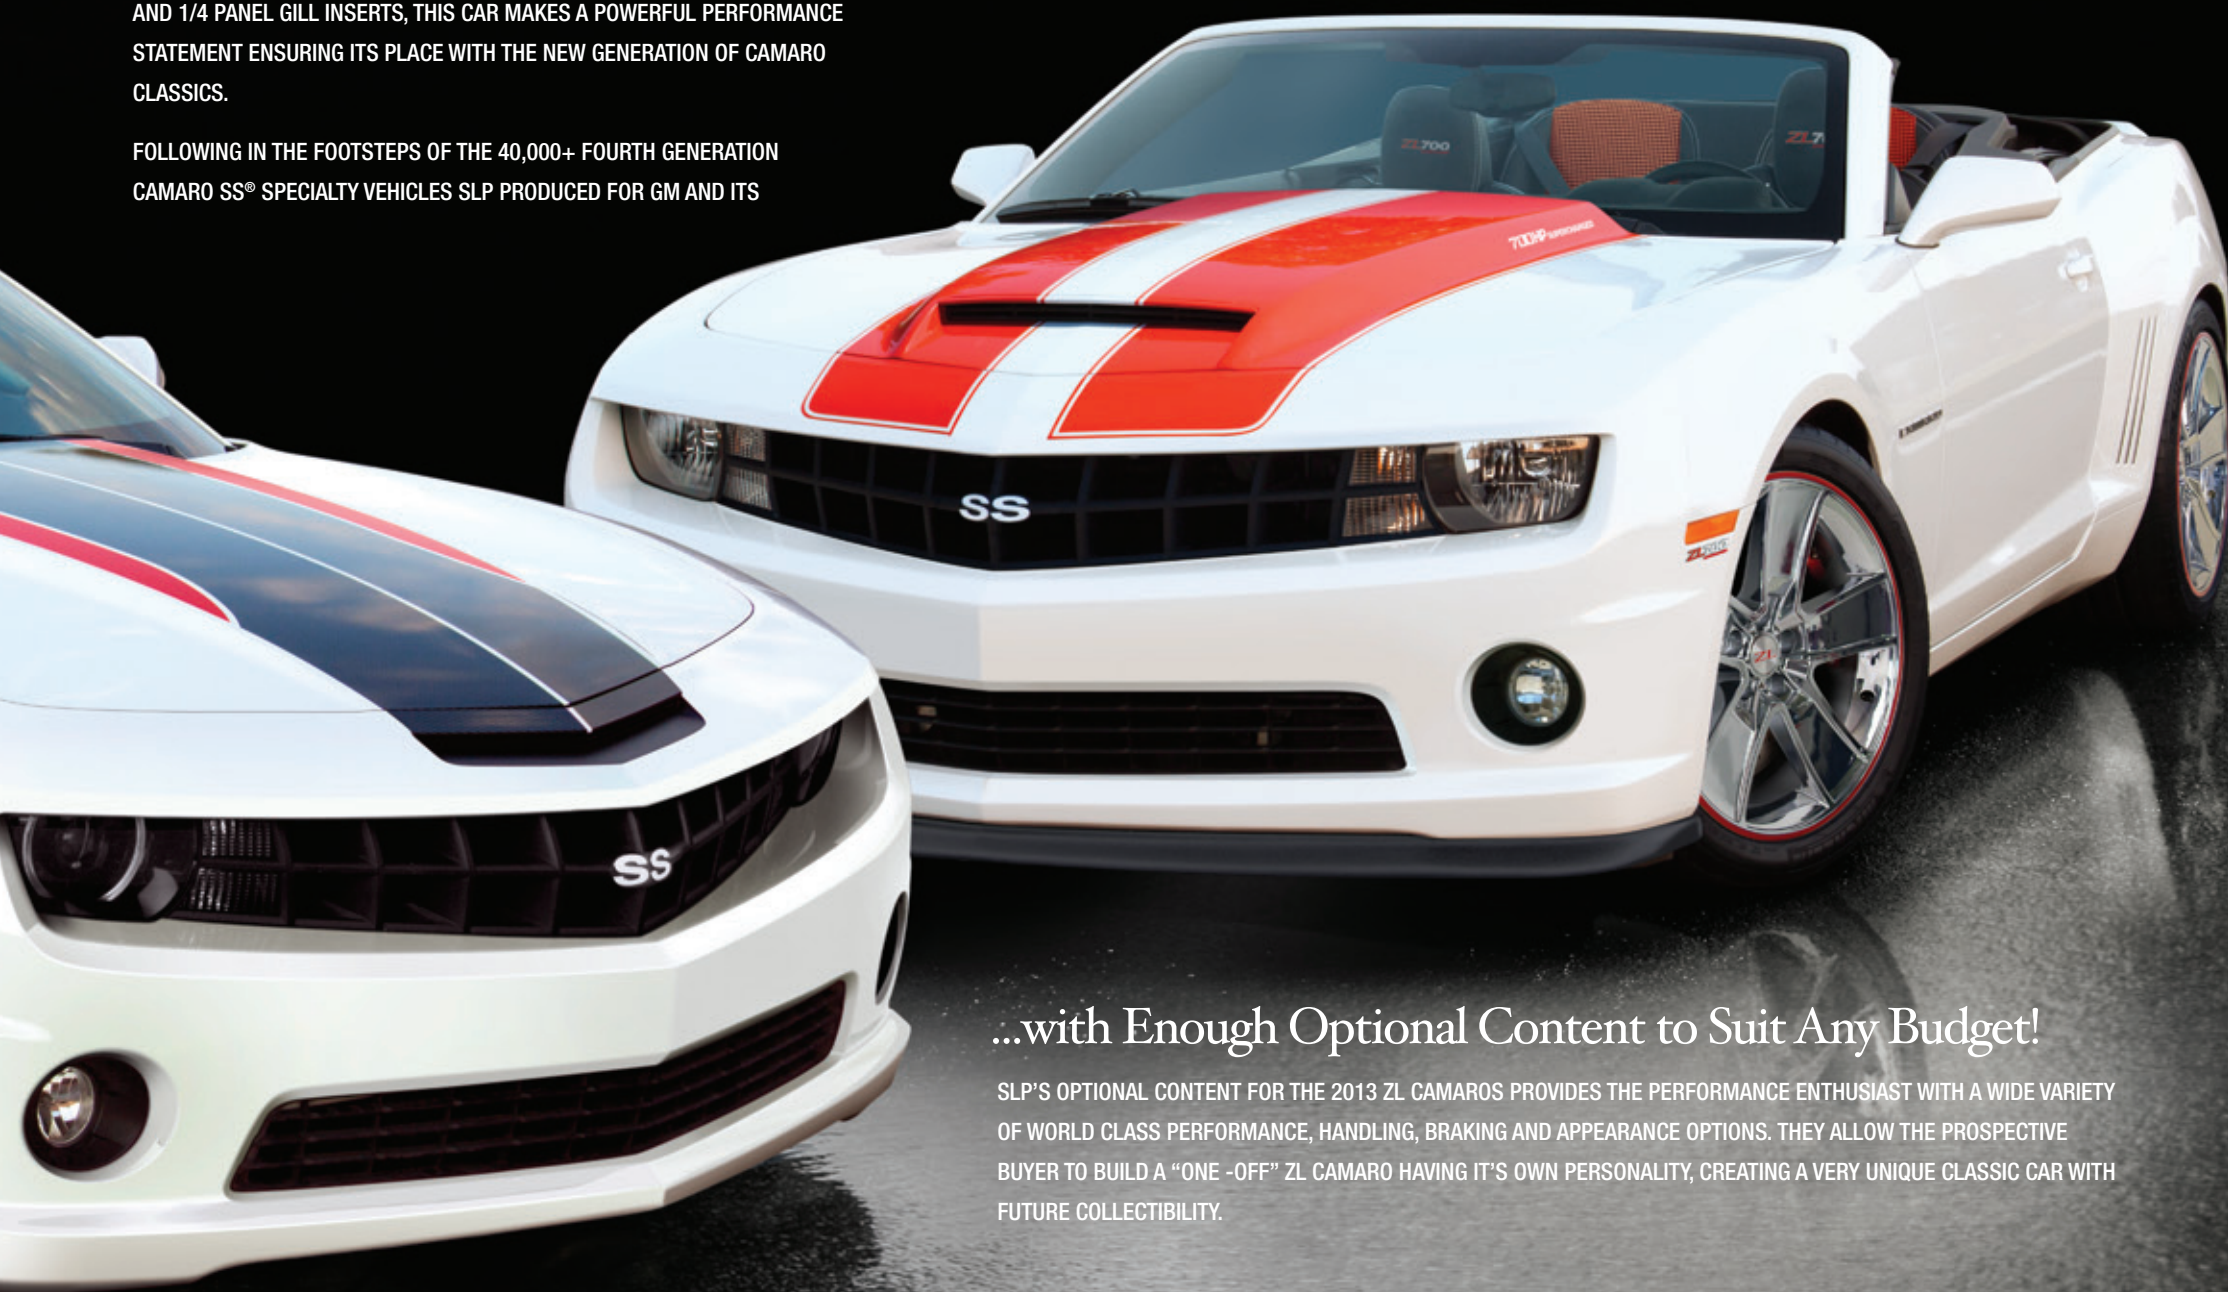 AND 1/4 PANEL GILL INSERTS, THIS CAR MAKES A POWERFUL PERFORMANCE
STATEMENT ENSURING ITS PLACE WITH THE NEW GENERATION OF CAMARO
CLASSICS.
FOLLOWING IN THE FOOTSTEPS OF THE 40,000+ FOURTH GENERATION
CAMARO SS® SPECIALTY VEHICLES SLP PRODUCED FOR GM AND ITS
ZL700
ZL7
700HP SUPERCHARGED
SS
ZL
SS
...with Enough Optional Content to Suit Any Budget!
SLP'S OPTIONAL CONTENT FOR THE 2013 ZL CAMAROS PROVIDES THE PERFORMANCE ENTHUSIAST WITH A WIDE VARIETY
OF WORLD CLASS PERFORMANCE, HANDLING, BRAKING AND APPEARANCE OPTIONS. THEY ALLOW THE PROSPECTIVE
BUYER TO BUILD A “ONE -OFF” ZL CAMARO HAVING IT'S OWN PERSONALITY, CREATING A VERY UNIQUE CLASSIC CAR WITH
FUTURE COLLECTIBILITY.